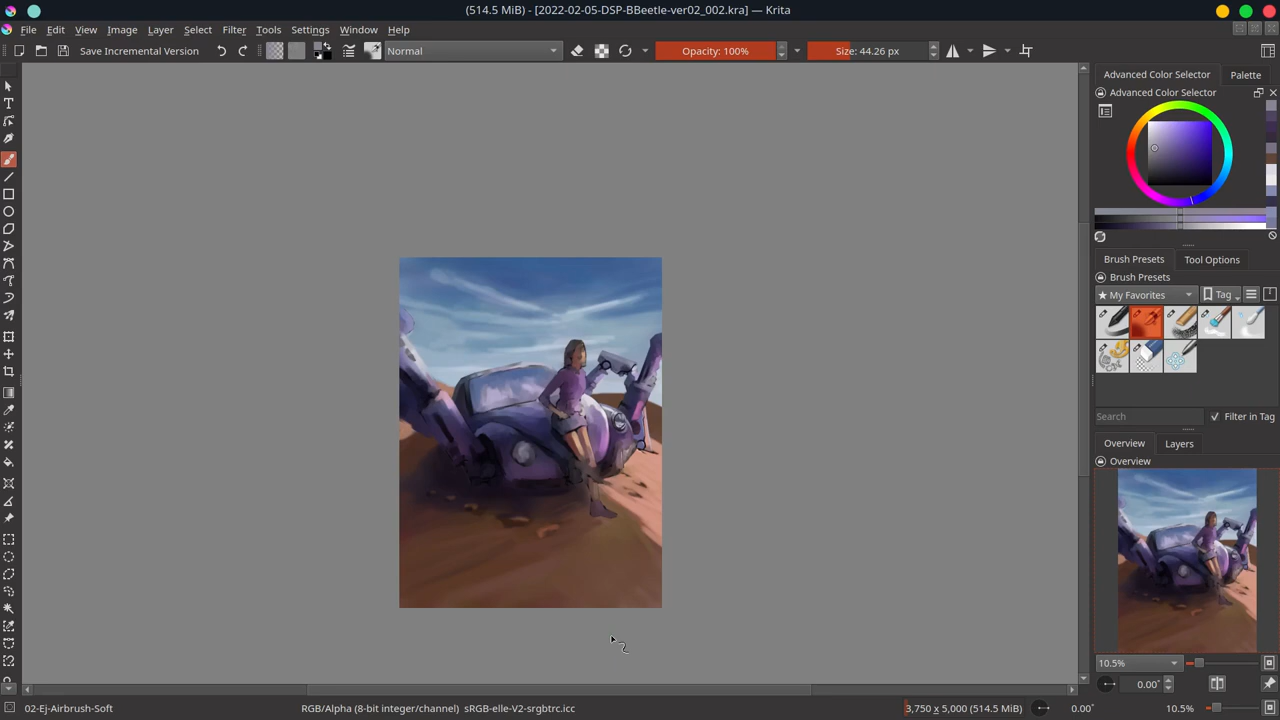 (514.5 MiB) - [2022-02-05-DSP-BBeetle-ver02_002.kra] — Krita
File Edit View Image Layer Select Filter Tools Settings Window Help
Save Incremental Version Normal Opacity: 100% Size: 44.26 px
Advanced Color Selector Palette
Advanced Color Selector
Brush Presets Tool Options
Brush Presets
★ My Favorites Tag
Search Filter in Tag
Overview Layers
Overview
10.5%
0.00°
02-Ej-Airbrush-Soft RGB/Alpha (8-bit integer/channel) sRGB-elle-V2-srgbtrc.icc 3,750 x 5,000 (514.5 MiB) 0.00° 10.5%